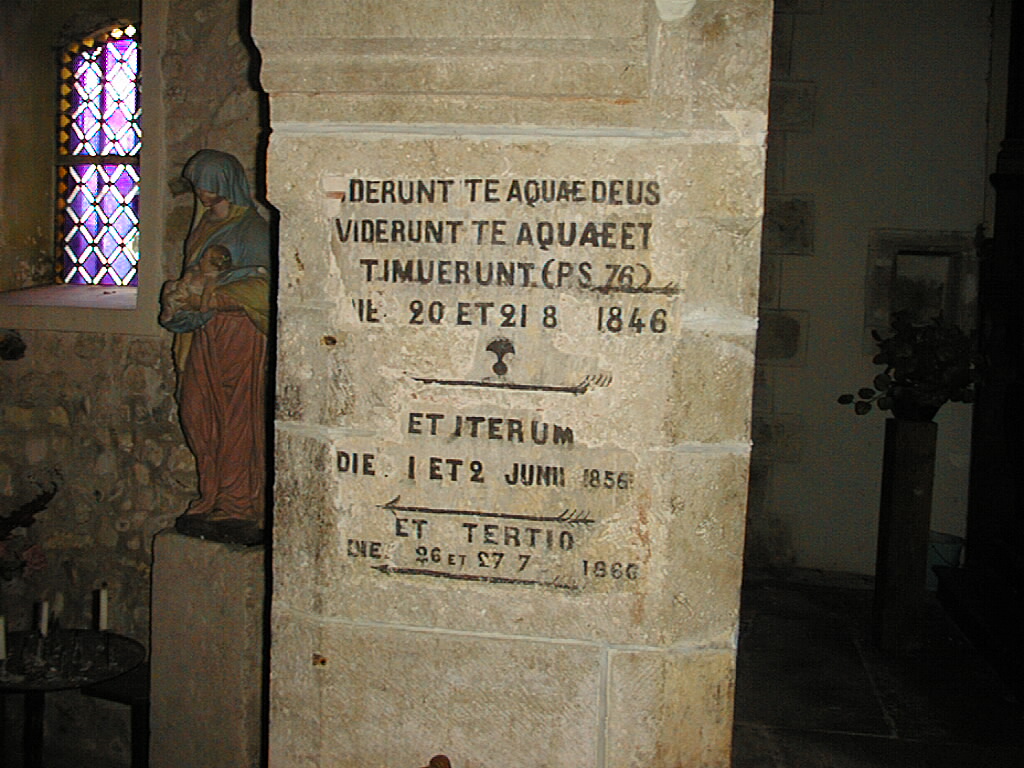 DERUNT TE AQUAE DEUS
VIDERUNT TE AQUAE ET
TIMUERUNT. (PS. 76)
DIE. 20 ET 21 8 1846
ET ITERUM
DIE. 1 ET 2 JUNII 1856
ET TERTIO
DIE. 26 ET 27 7 1866